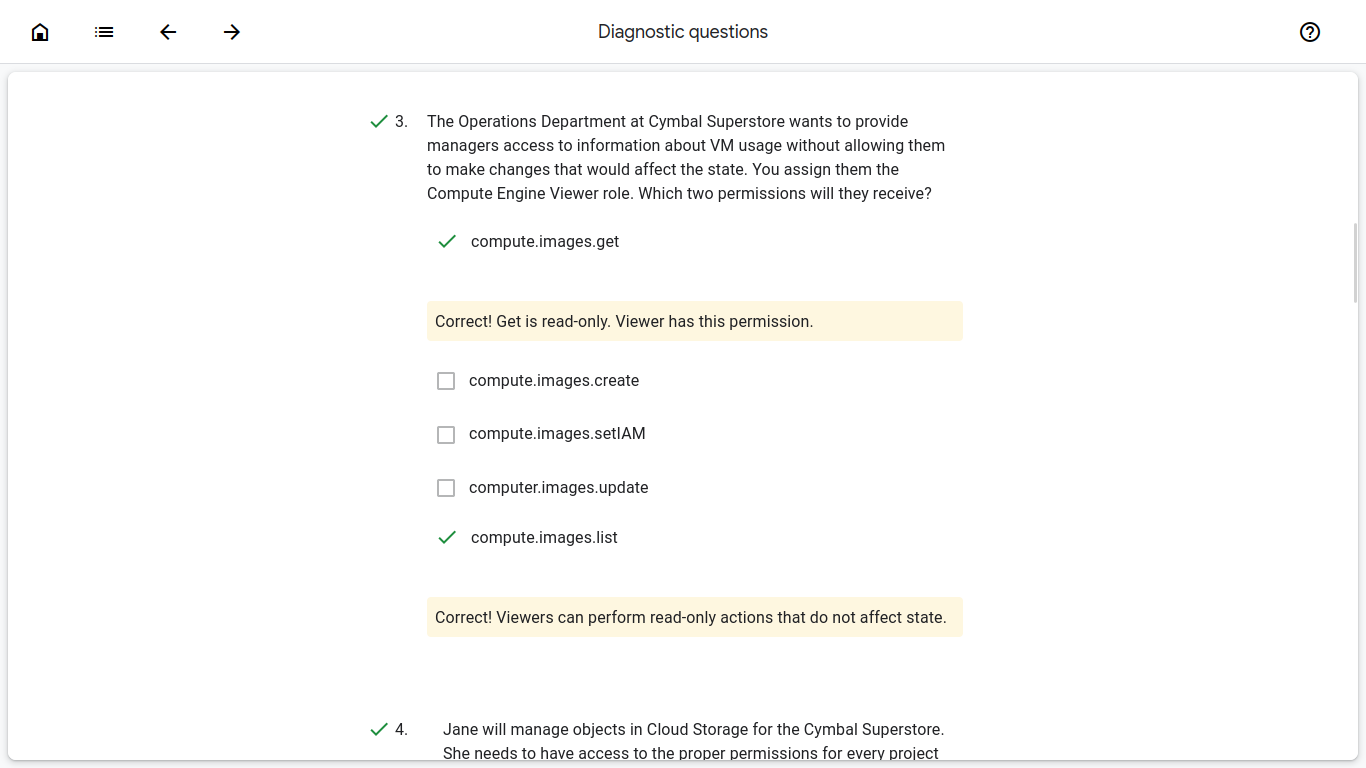 Diagnostic questions
3. The Operations Department at Cymbal Superstore wants to provide
managers access to information about VM usage without allowing them
to make changes that would affect the state. You assign them the
Compute Engine Viewer role. Which two permissions will they receive?
compute.images.get
Correct! Get is read-only. Viewer has this permission.
compute.images.create
compute.images.setIAM
computer.images.update
compute.images.list
Correct! Viewers can perform read-only actions that do not affect state.
4. Jane will manage objects in Cloud Storage for the Cymbal Superstore.
She needs to have access to the proper permissions for every project